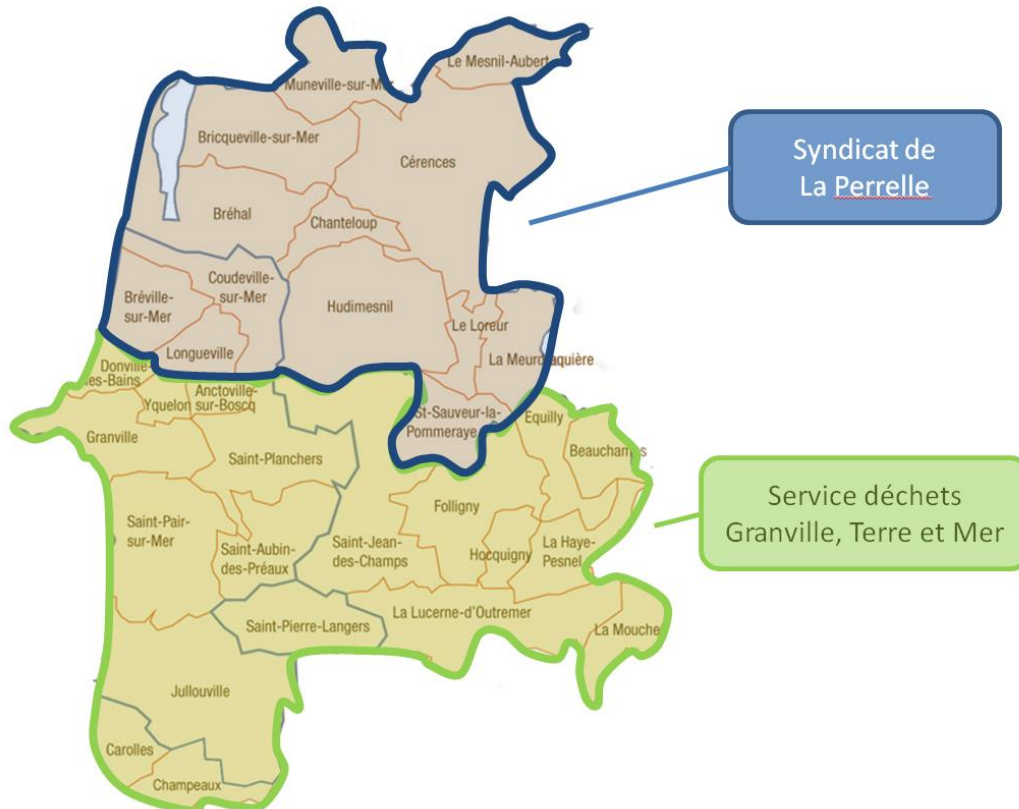 Le Mesnil-Aubert
Muneville-sur-Mer
Bricqueville-sur-Mer
Cérences
Syndicat de
La Perrelle
Bréhal
Chanteloup
Coudeville-
sur-Mer
Bréville-
sur-Mer
Hudimesnil
Le Loreur
Longueville
La Meurdraquière
Donville-
les-Bains
Yquelon
Anctoville-
sur-Boscq
St-Sauveur-la-
Pommeraye
Equilly
Granville
Beauchamps
Saint-Planchers
Folligny
Service déchets
Granville, Terre et Mer
Saint-Pair-
sur-Mer
Saint-Aubin-
des-Préaux
Saint-Jean-
des-Champs
Hocquigny
La Haye-
Pesnel
La Lucerne-d'Outremer
Saint-Pierre-Langers
La Mouche
Jullouville
Carolles
Champeaux